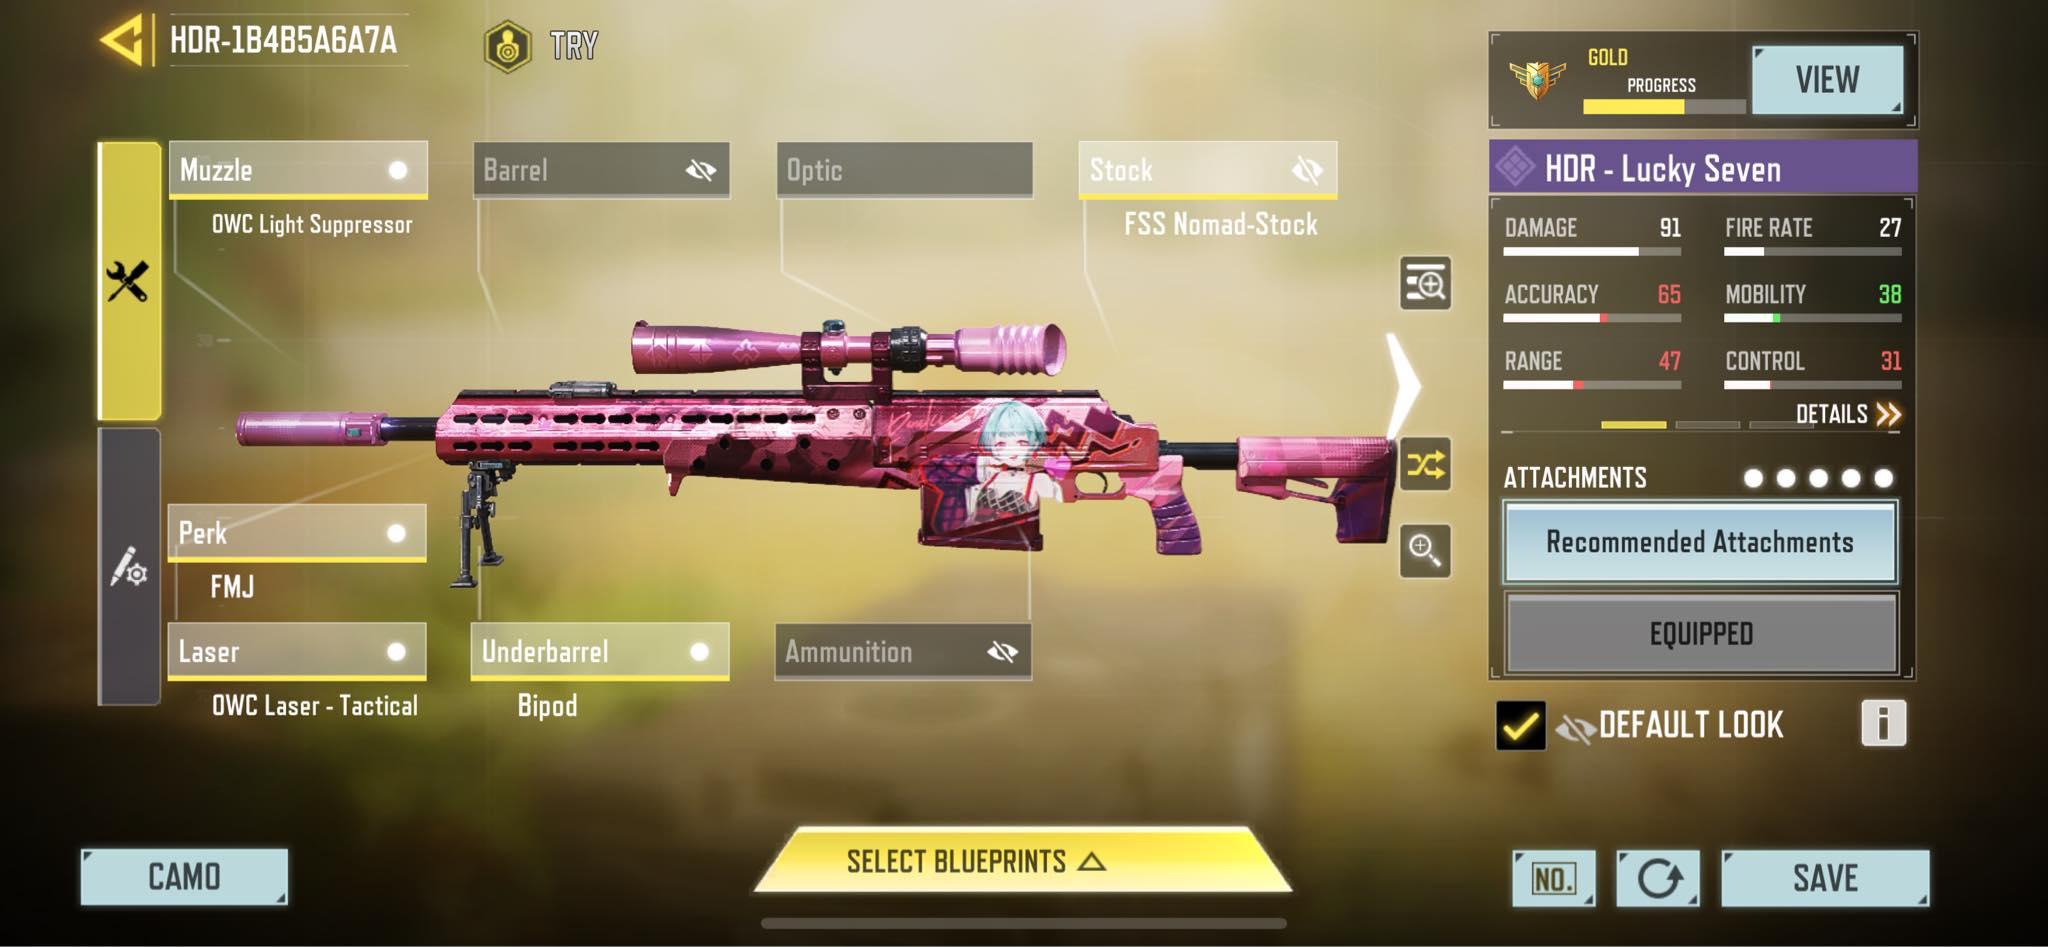 HDR-1B4B5A6A7A
TRY
GOLD
PROGRESS
VIEW
Muzzle
OWC Light Suppressor
Barrel
Optic
Stock
FSS Nomad-Stock
HDR - Lucky Seven
DAMAGE 91
FIRE RATE 27
ACCURACY 65
MOBILITY 38
RANGE 47
CONTROL 31
DETAILS
ATTACHMENTS
Recommended Attachments
EQUIPPED
Perk
FMJ
Laser
OWC Laser - Tactical
Underbarrel
Bipod
Ammunition
DEFAULT LOOK
i
CAMO
SELECT BLUEPRINTS
NO.
SAVE